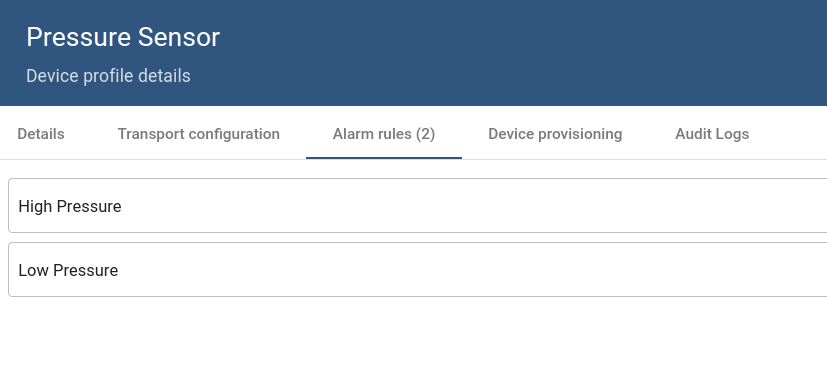 Pressure Sensor
Device profile details
Details Transport configuration Alarm rules (2) Device provisioning Audit Logs
High Pressure
Low Pressure